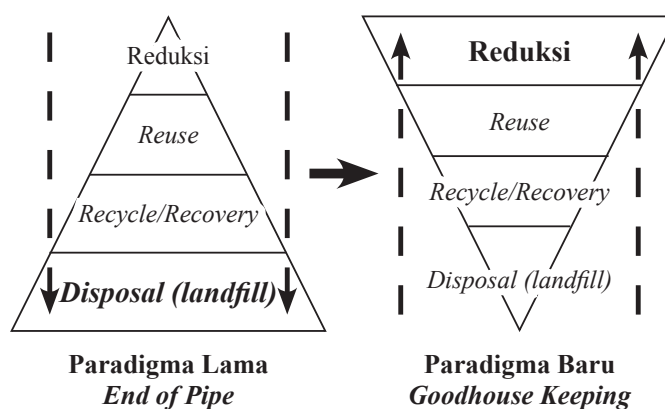 Reduksi
Reuse
Recycle/Recovery
Disposal (landfill)
Paradigma Lama
End of Pipe
Reduksi
Reuse
Recycle/Recovery
Disposal (landfill)
Paradigma Baru
Goodhouse Keeping